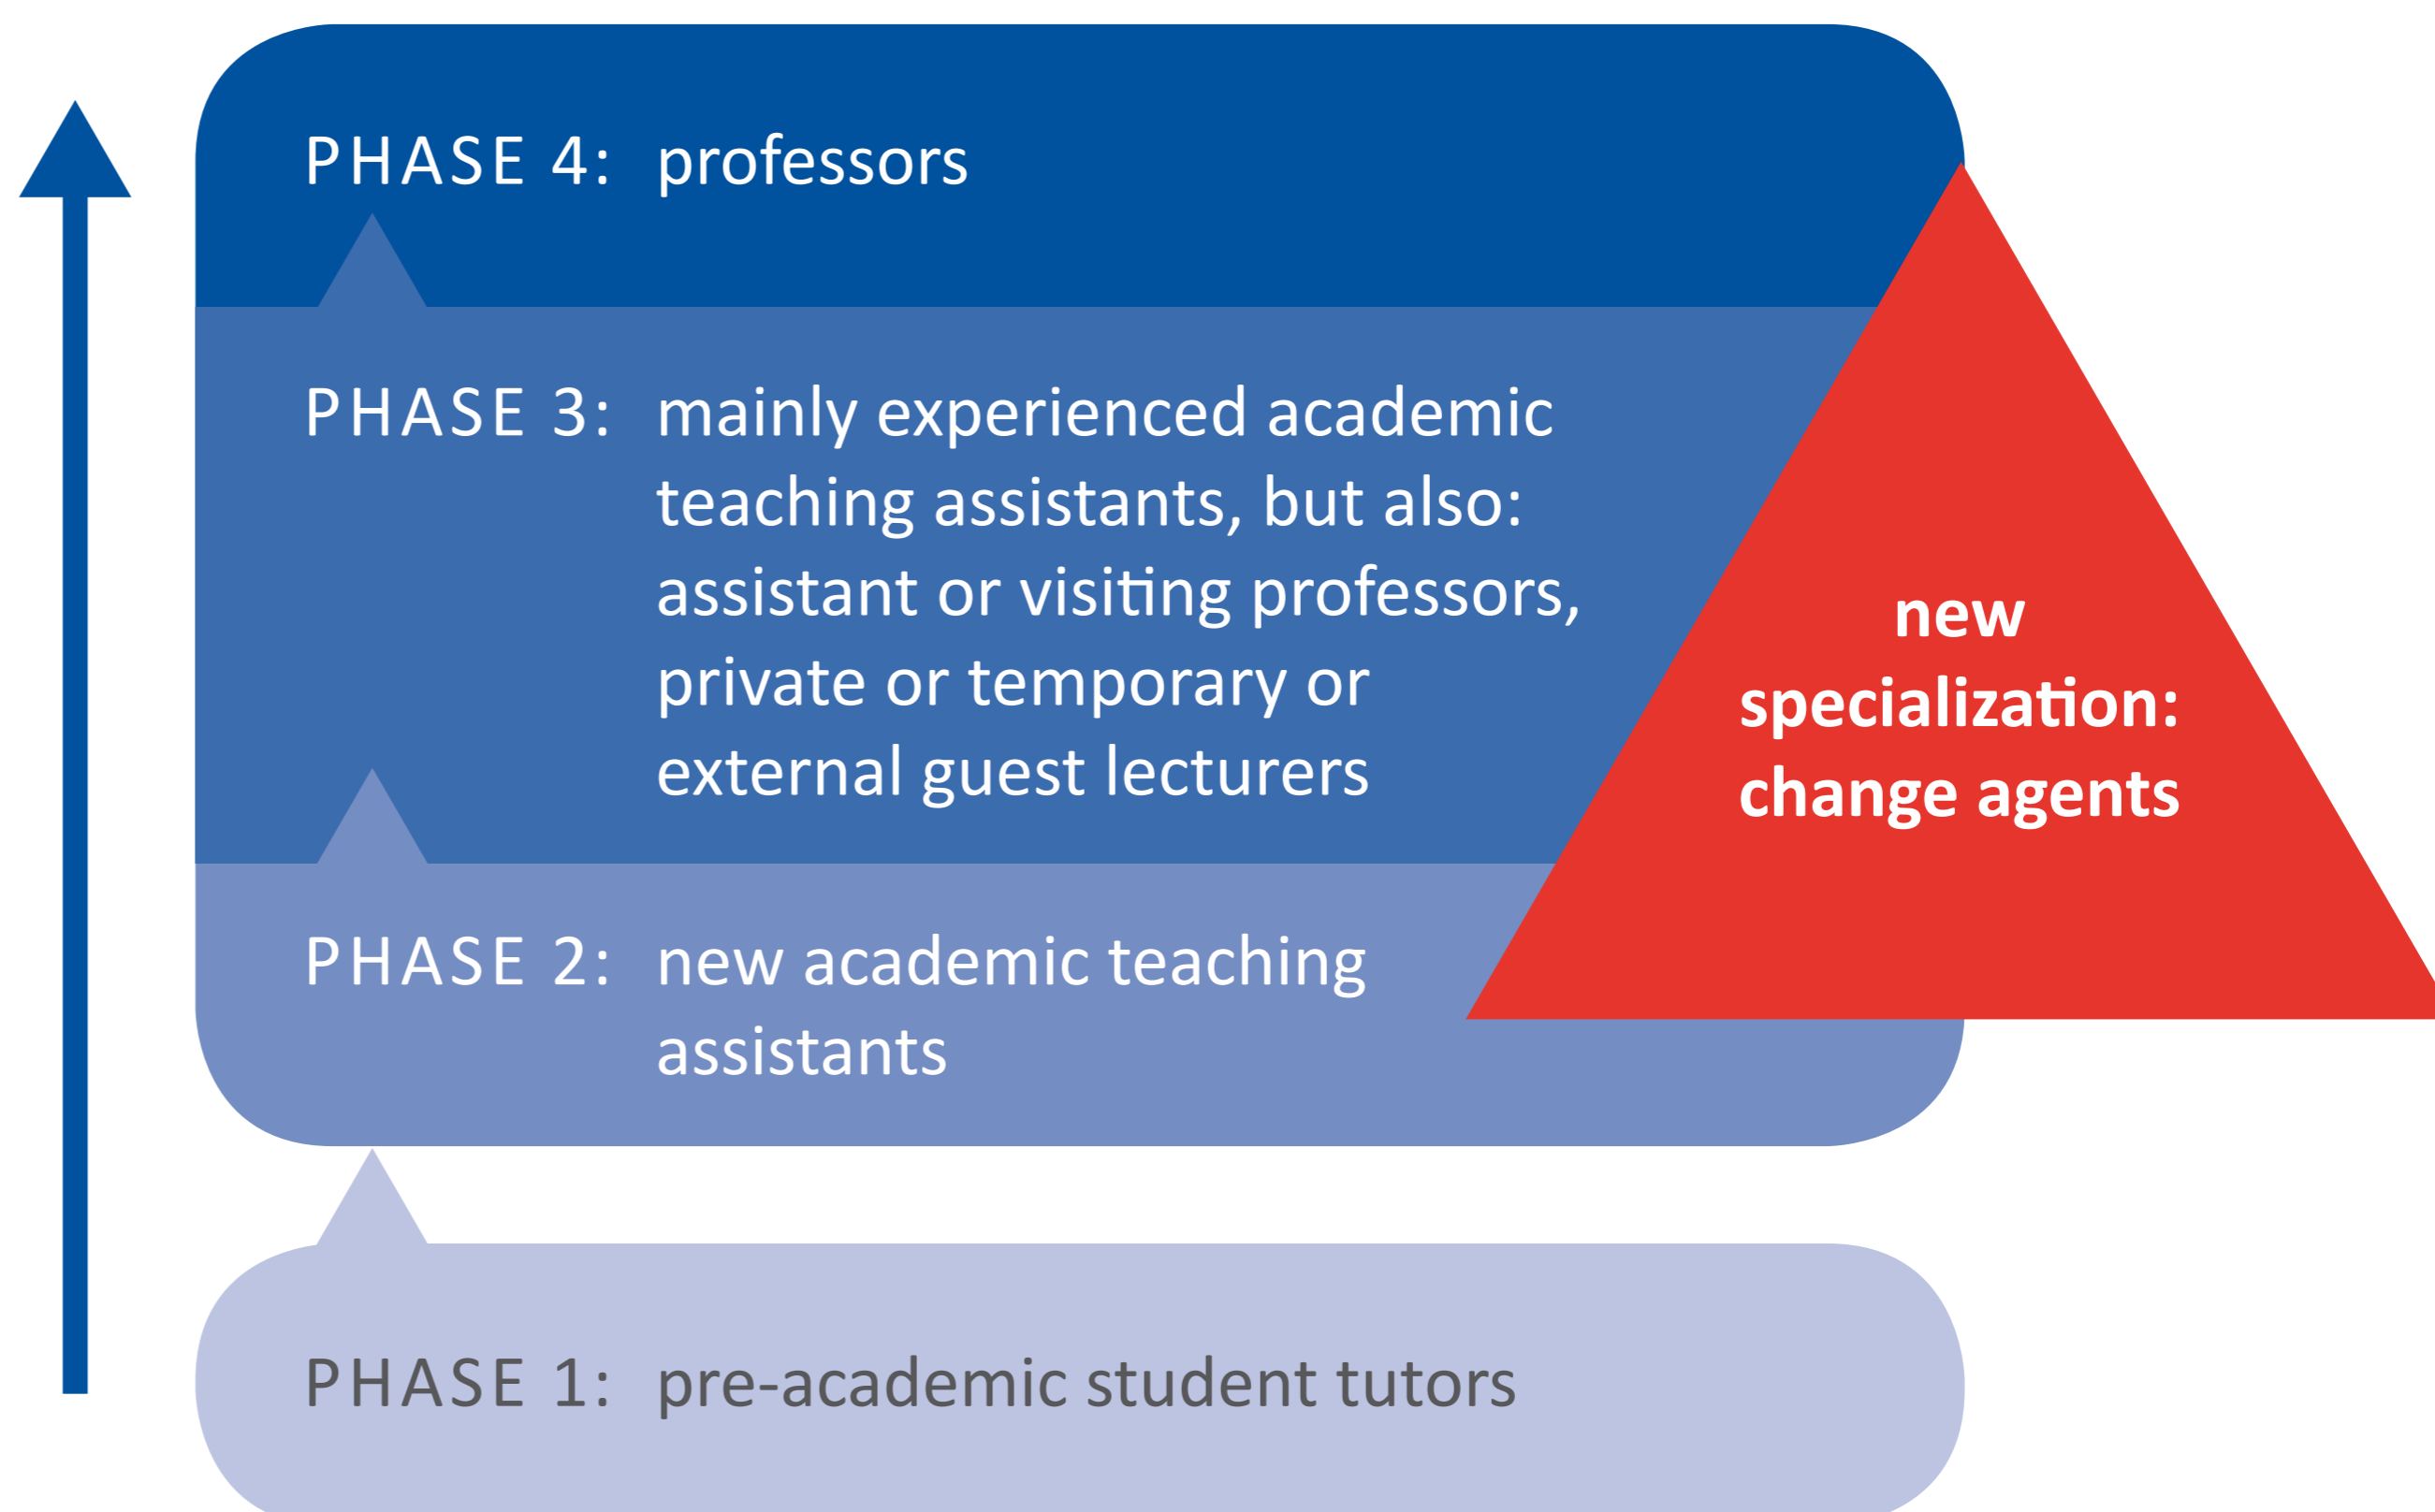 PHASE 4: professors
PHASE 3: mainly experienced academic
teaching assistants, but also:
assistant or visiting professors,
private or temporary or
external guest lecturers
new
specialization:
change agents
PHASE 2: new academic teaching
assistants
PHASE 1: pre-academic student tutors